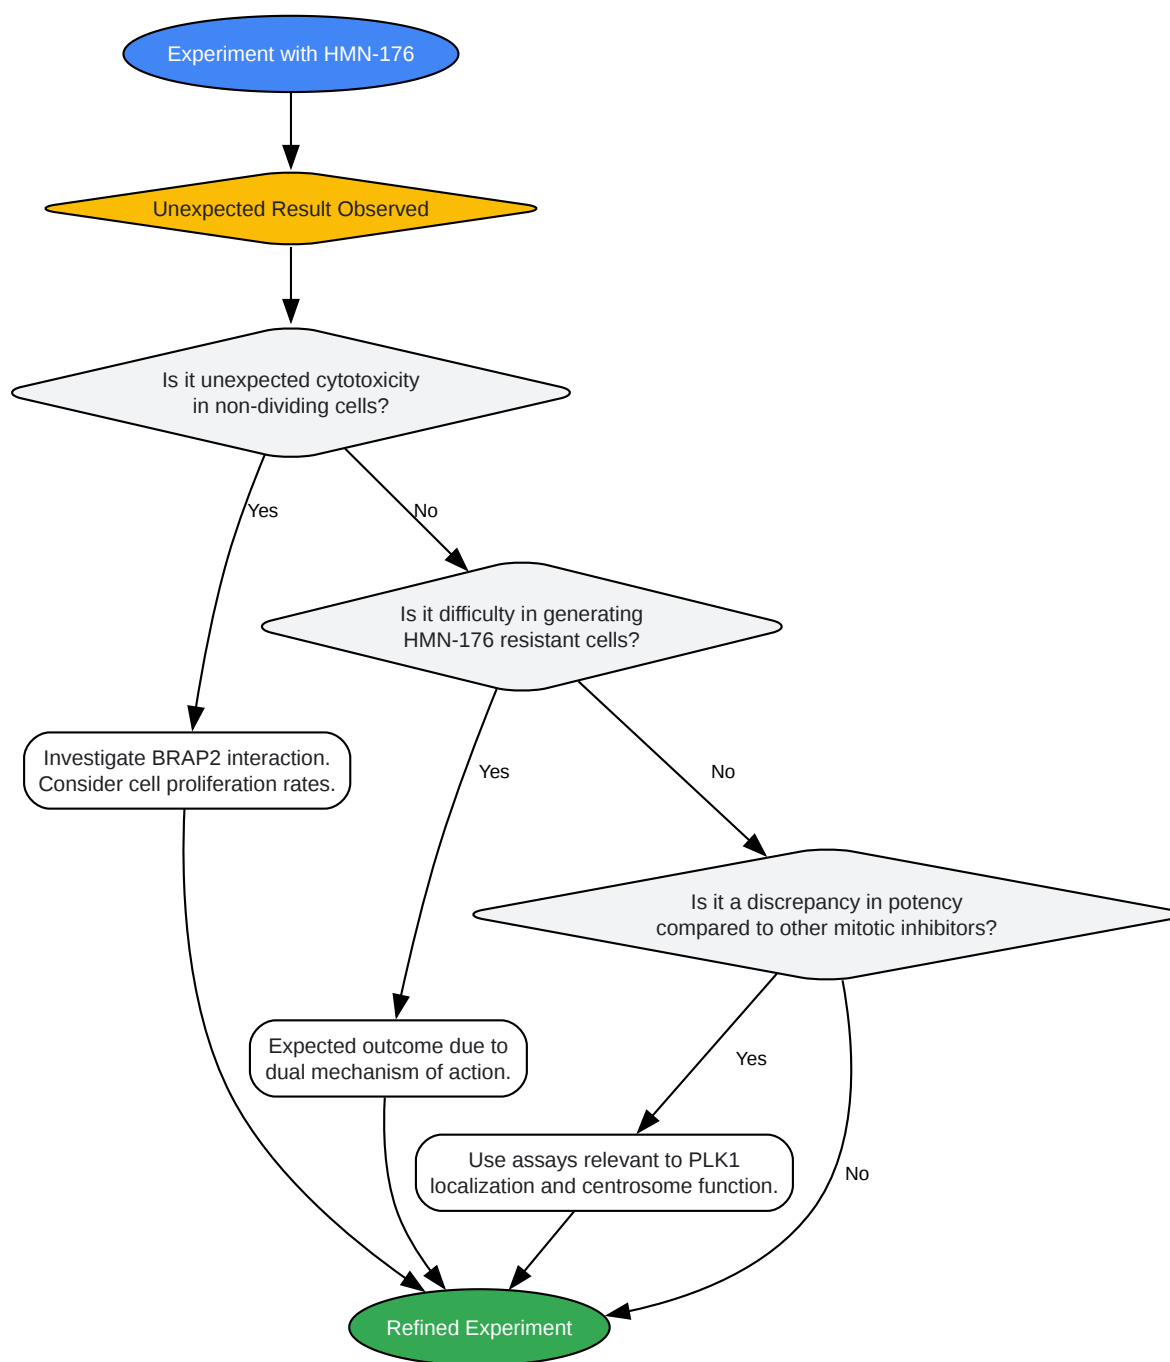 Experiment with HMN-176
Unexpected Result Observed
Is it unexpected cytotoxicity
in non-dividing cells?
Yes
No
Is it difficulty in generating
HMN-176 resistant cells?
Investigate BRAP2 interaction.
Consider cell proliferation rates.
Yes
No
Is it a discrepancy in potency
compared to other mitotic inhibitors?
Expected outcome due to
dual mechanism of action.
Yes
Use assays relevant to PLK1
localization and centrosome function.
No
Refined Experiment